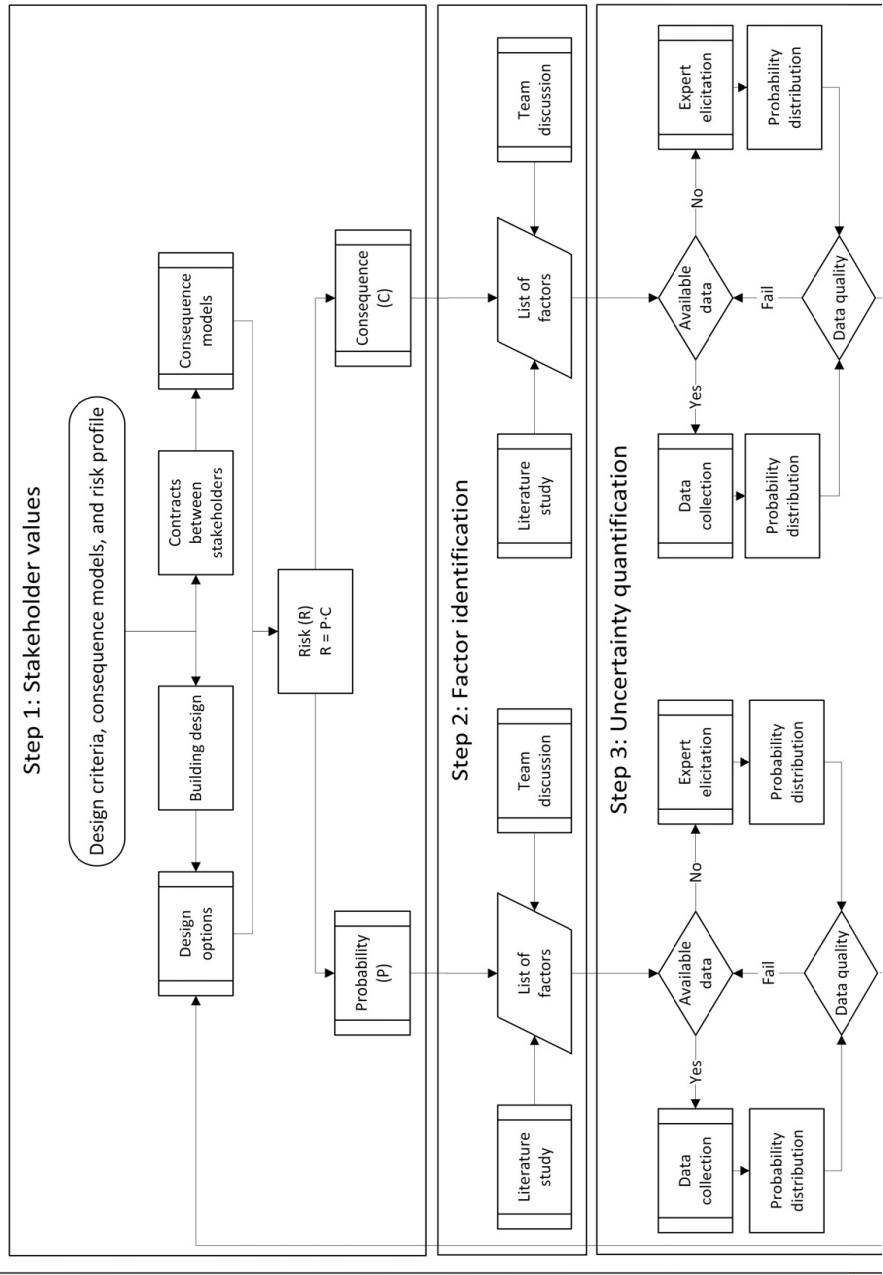 Step 1: Stakeholder values
Design criteria, consequence models, and risk profile
Design
options
Building design
Contracts
between
stakeholders
Consequence
models
Risk (R)
R = P·C
Probability
(P)
Consequence
(C)
Step 2: Factor identification
Literature
study
List of
factors
Team
discussion
Literature
study
List of
factors
Team
discussion
Step 3: Uncertainty quantification
Data
collection
Yes
Available
data
No
Expert
elicitation
Probability
distribution
Fail
Probability
distribution
Data quality
Data
collection
Yes
Available
data
No
Expert
elicitation
Probability
distribution
Fail
Probability
distribution
Data quality